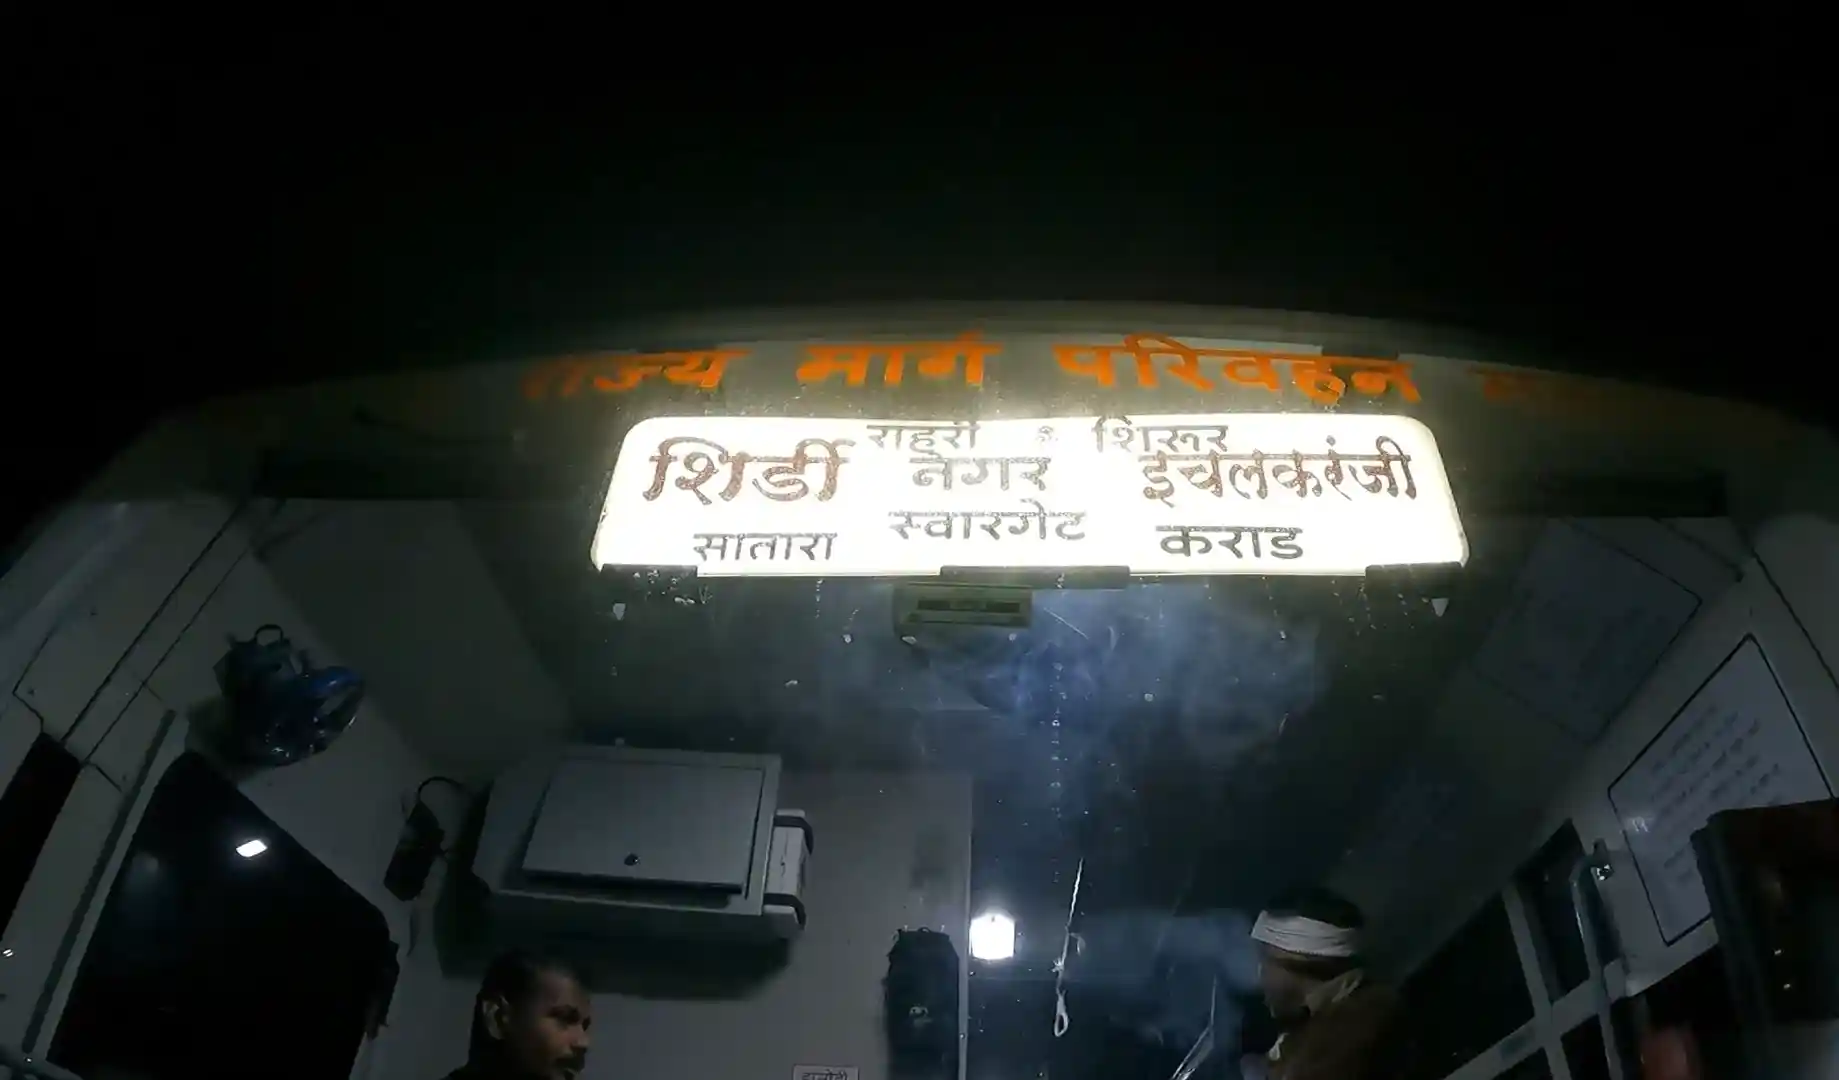 राज्य मार्ग परिवहन
राहुरी शिरूर
शिर्डी नगर इचलकरंजी
स्वारगेट
सातारा कराड